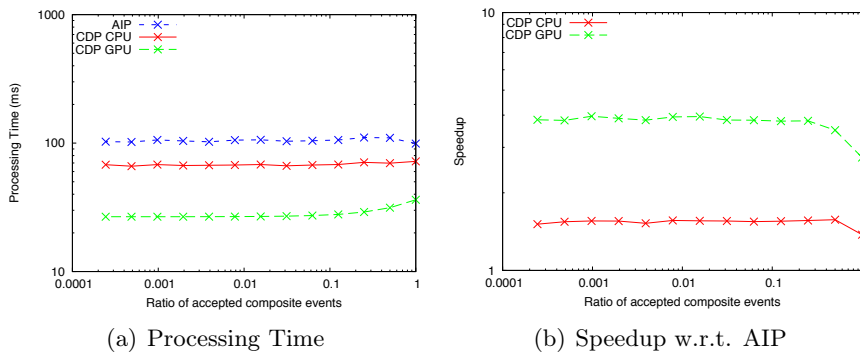 1000
100
10
0.0001
0.001
0.01
0.1
1
Processing Time (ms)
Ratio of accepted composite events
AIP
CDP CPU
CDP GPU
(a) Processing Time
10
1
0.0001
0.001
0.01
0.1
Speedup
Ratio of accepted composite events
CDP CPU
CDP GPU
(b) Speedup w.r.t. AIP